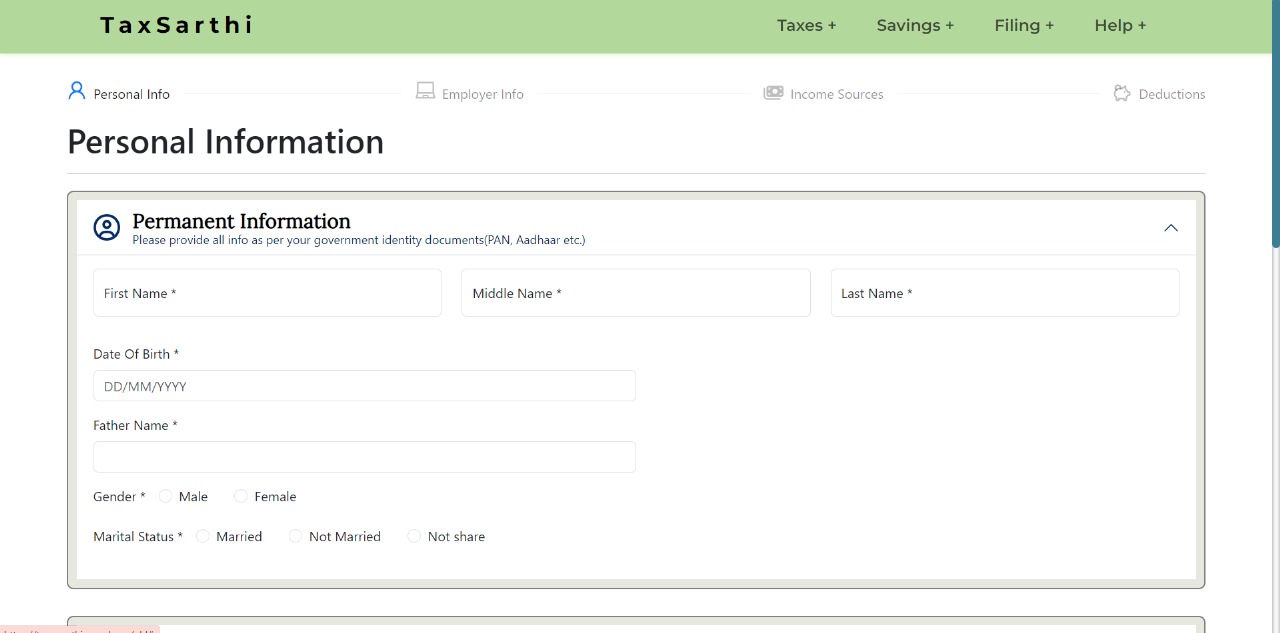 TaxSarthi
Taxes + Savings + Filing + Help +
Personal Info Employer Info Income Sources Deductions
Personal Information
Permanent Information
Please provide all info as per your government identity documents(PAN, Aadhaar etc.)
First Name * Middle Name * Last Name *
Date Of Birth *
DD/MM/YYYY
Father Name *
Gender * Male Female
Marital Status * Married Not Married Not share